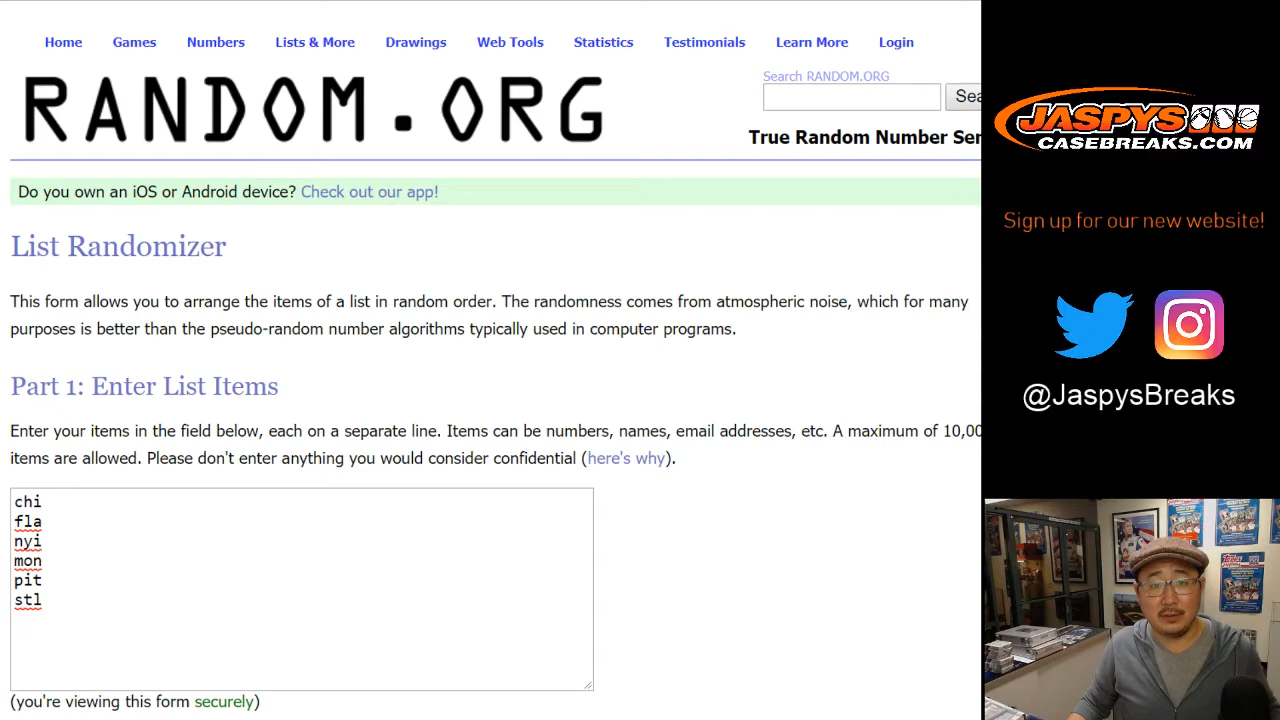 Home Games Numbers Lists & More Drawings Web Tools Statistics Testimonials Learn More Login
Search RANDOM.ORG
RANDOM.ORG
Sea
True Random Number Ser
Do you own an iOS or Android device? Check out our app!
List Randomizer
This form allows you to arrange the items of a list in random order. The randomness comes from atmospheric noise, which for many
purposes is better than the pseudo-random number algorithms typically used in computer programs.
Part 1: Enter List Items
Enter your items in the field below, each on a separate line. Items can be numbers, names, email addresses, etc. A maximum of 10,00
items are allowed. Please don't enter anything you would consider confidential (here's why).
chi
fla
nyi
mon
pit
stl
(you're viewing this form securely)
JASPYS
CASEBREAKS.COM
Sign up for our new website!
@JaspysBreaks